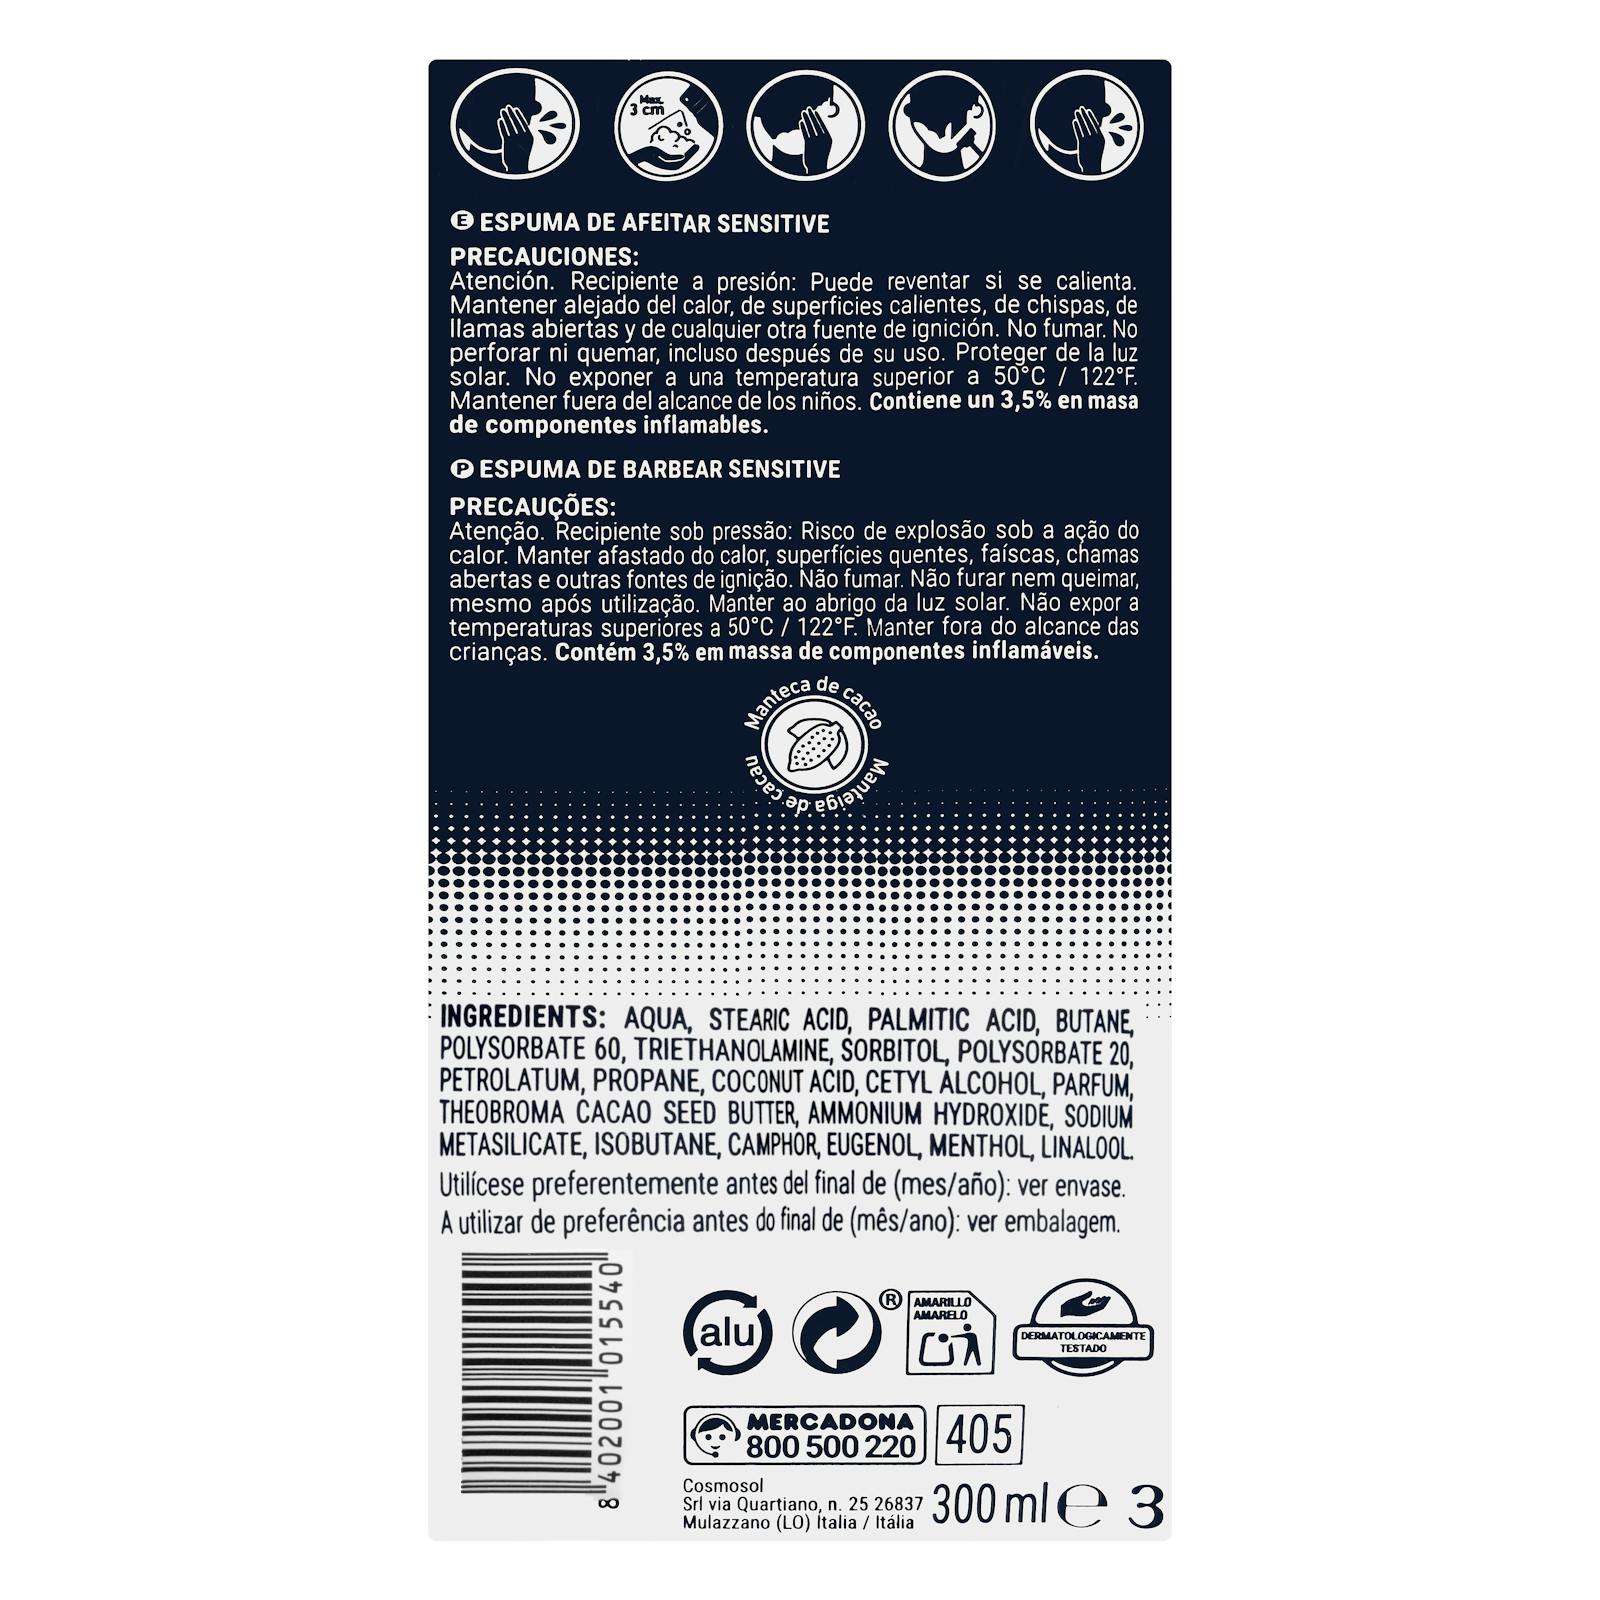 Max.
3 cm
E ESPUMA DE AFEITAR SENSITIVE
PRECAUCIONES:
Atención. Recipiente a presión: Puede reventar si se calienta.
Mantener alejado del calor, de superficies calientes, de chispas, de
llamas abiertas y de cualquier otra fuente de ignición. No fumar. No
perforar ni quemar, incluso después de su uso. Proteger de la luz
solar. No exponer a una temperatura superior a 50°C / 122°F.
Mantener fuera del alcance de los niños. Contiene un 3,5% en masa
de componentes inflamables.
P ESPUMA DE BARBEAR SENSITIVE
PRECAUÇÕES:
Atenção. Recipiente sob pressão: Risco de explosão sob a ação do
calor. Manter afastado do calor, superfícies quentes, faíscas, chamas
abertas e outras fontes de ignição. Não fumar. Não furar nem queimar,
mesmo após utilização. Manter ao abrigo da luz solar. Não expor a
temperaturas superiores a 50°C / 122°F. Manter fora do alcance das
crianças. Contém 3,5% em massa de componentes inflamáveis.
Manteca de cacao
Manteiga de cacau
INGREDIENTS: AQUA, STEARIC ACID, PALMITIC ACID, BUTANE,
POLYSORBATE 60, TRIETHANOLAMINE, SORBITOL, POLYSORBATE 20,
PETROLATUM, PROPANE, COCONUT ACID, CETYL ALCOHOL, PARFUM,
THEOBROMA CACAO SEED BUTTER, AMMONIUM HYDROXIDE, SODIUM
METASILICATE, ISOBUTANE, CAMPHOR, EUGENOL, MENTHOL, LINALOOL.
Utilícese preferentemente antes del final de (mes/año): ver envase.
A utilizar de preferência antes do final de (mês/ano): ver embalagem.
8 402001 015540
alu
®
AMARILLO
AMARELO
DERMATOLOGICAMENTE
TESTADO
MERCADONA
800 500 220
405
Cosmosol
Srl via Quartiano, n. 25 26837
Mulazzano (LO) Italia / Itália
300 ml e 3